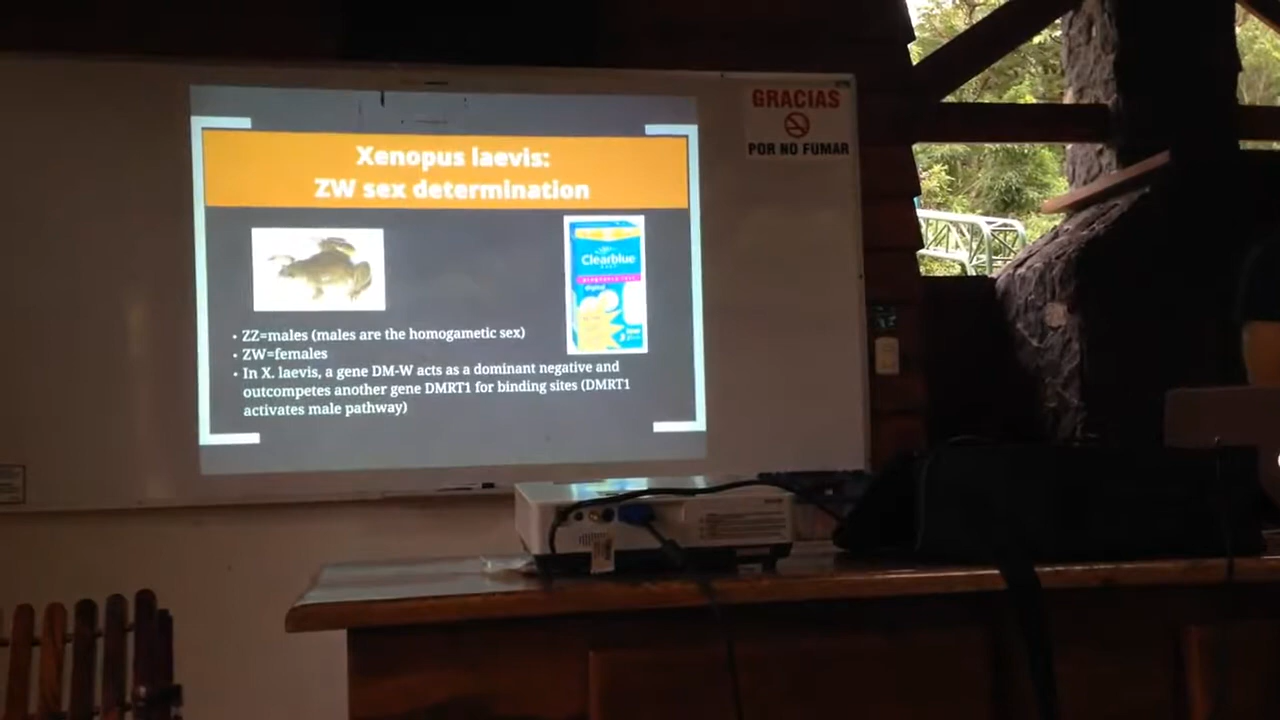 GRACIAS
POR NO FUMAR
Xenopus laevis:
ZW sex determination
Clearblue
digital
• ZZ=males (males are the homogametic sex)
• ZW=females
• In X. laevis, a gene DM-W acts as a dominant negative and
outcompetes another gene DMRT1 for binding sites (DMRT1
activates male pathway)